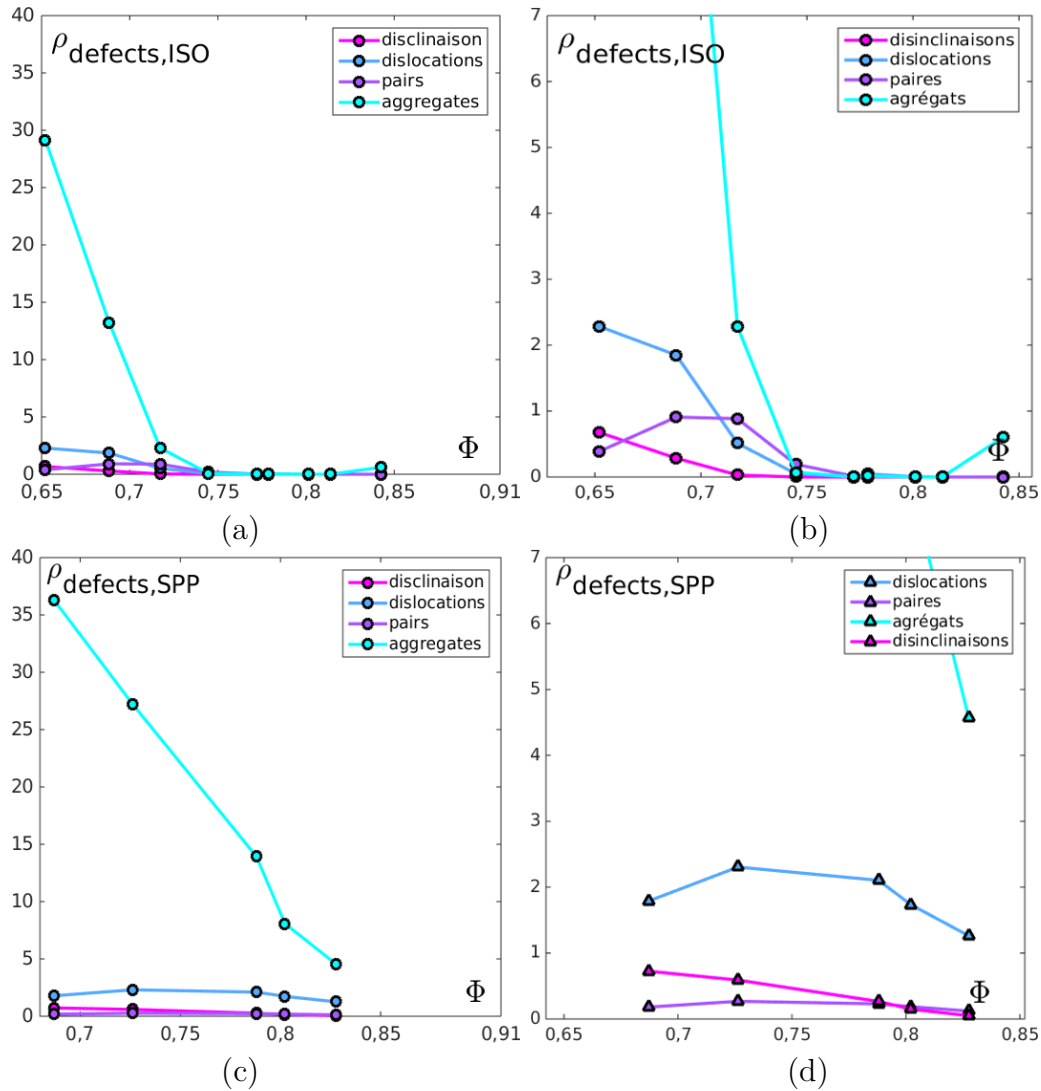 40
35
30
25
20
15
10
5
0
ρdefects,ISO
disclinaison
dislocations
pairs
aggregates
Φ
0,65 0,7 0,75 0,8 0,85 0,91
(a)
7
6
5
4
3
2
1
0
ρdefects,ISO
disinclinaisons
dislocations
paires
agrégats
Φ
0,65 0,7 0,75 0,8 0,85
(b)
40
35
30
25
20
15
10
5
0
ρdefects,SPP
disclinaison
dislocations
pairs
aggregates
Φ
0,7 0,75 0,8 0,85 0,91
(c)
7
6
5
4
3
2
1
0
ρdefects,SPP
dislocations
paires
agrégats
disinclinaisons
Φ
0,65 0,7 0,75 0,8 0,85
(d)